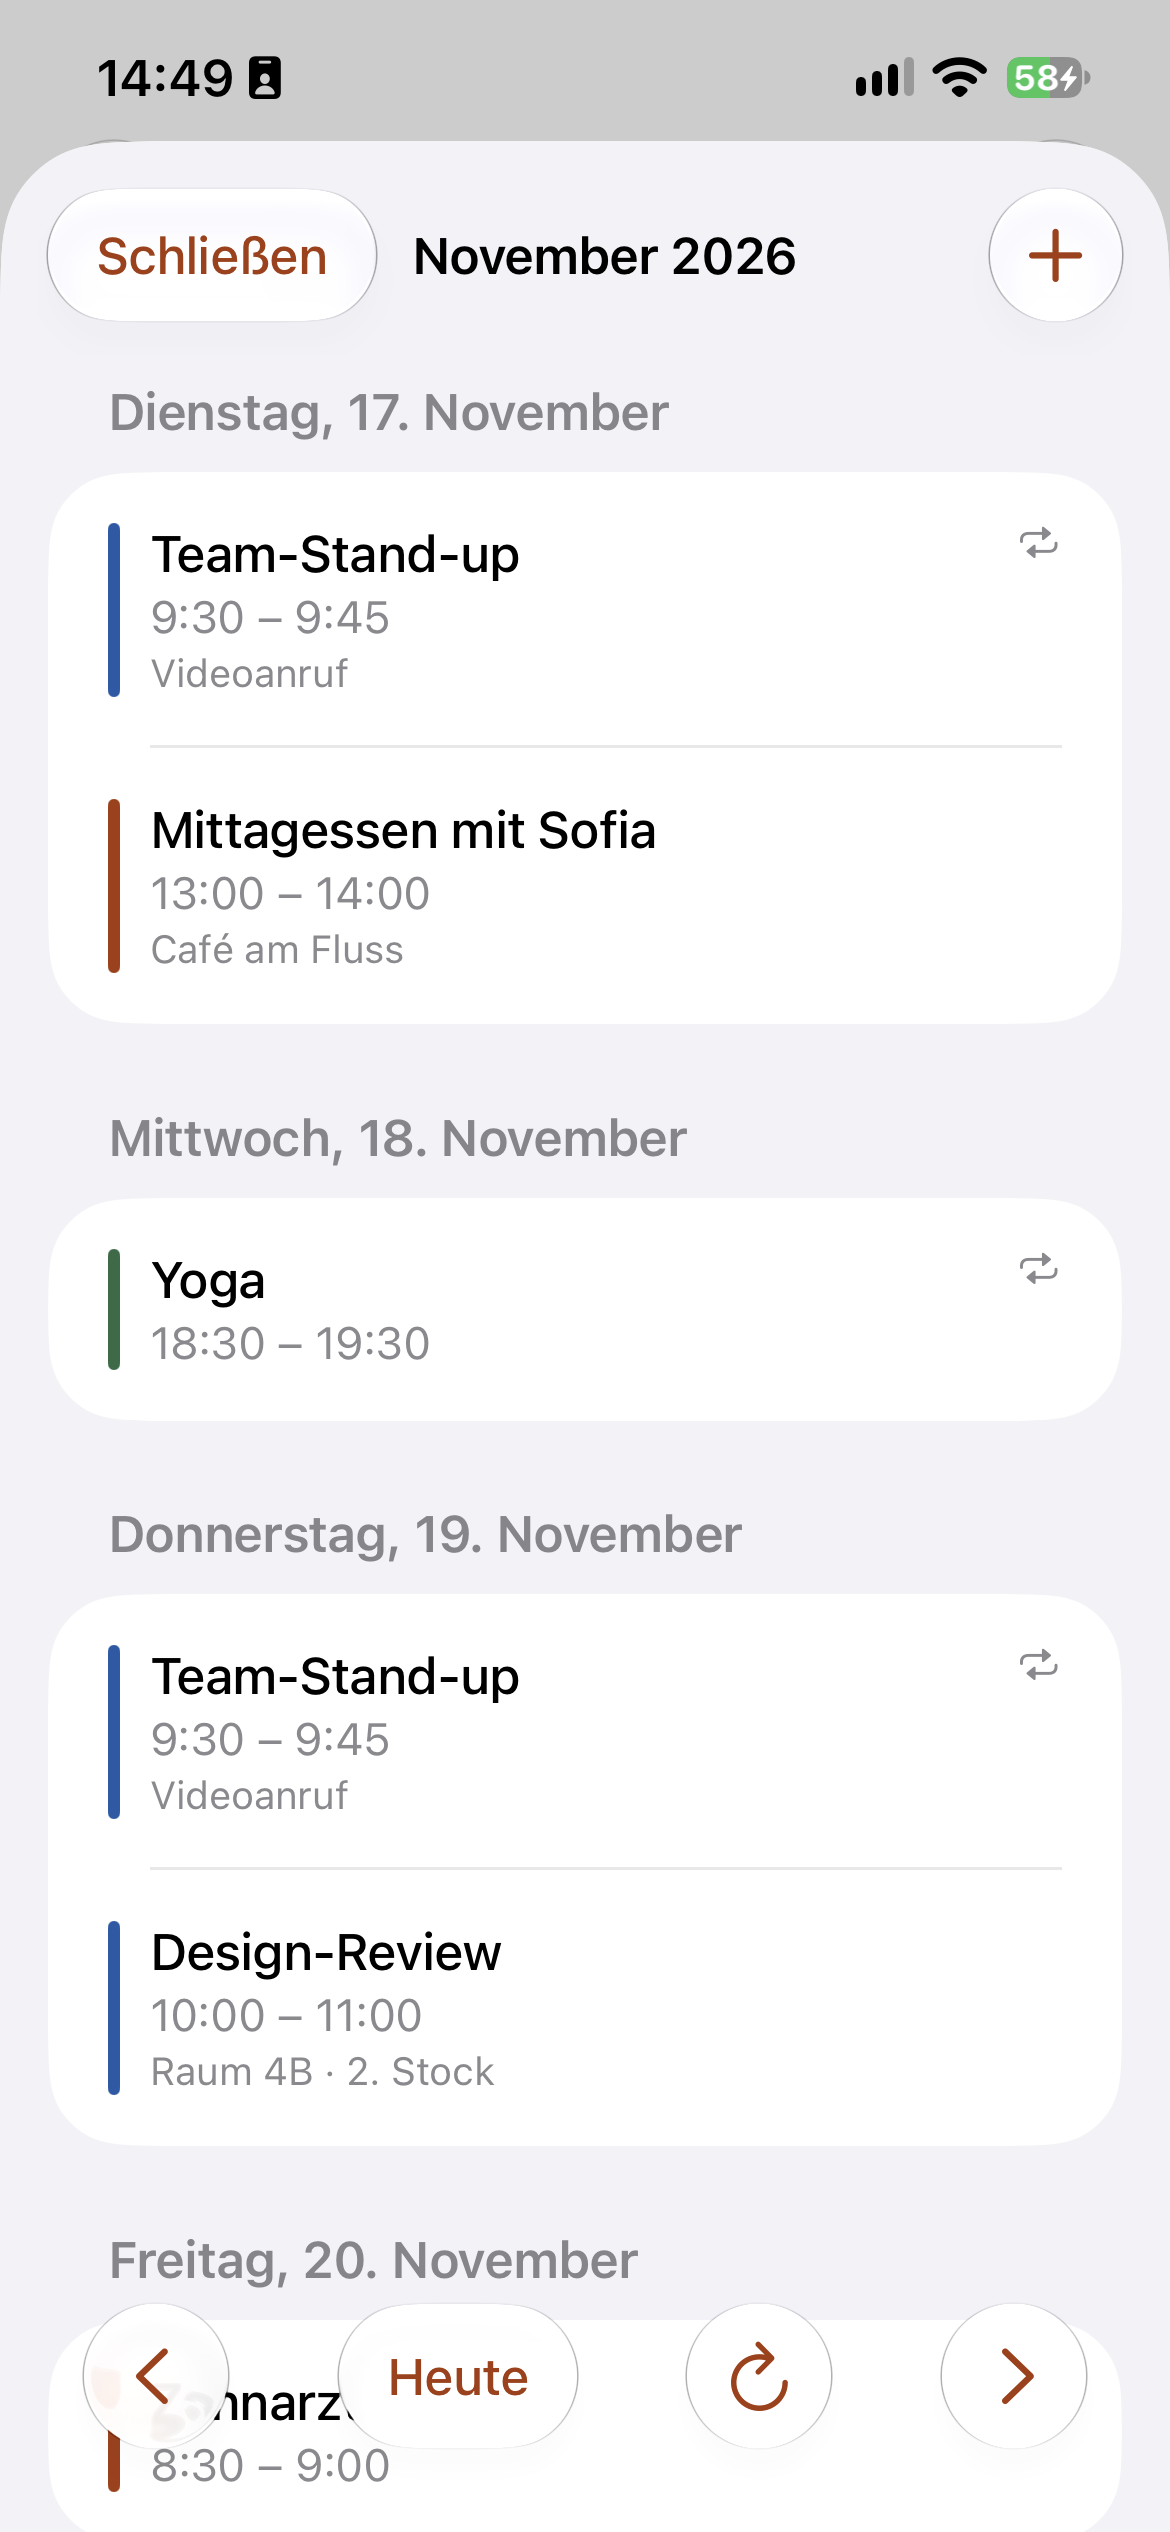 14:49
58
Schließen
November 2026
Dienstag, 17. November
Team-Stand-up
9:30 – 9:45
Videoanruf
Mittagessen mit Sofia
13:00 – 14:00
Café am Fluss
Mittwoch, 18. November
Yoga
18:30 – 19:30
Donnerstag, 19. November
Team-Stand-up
9:30 – 9:45
Videoanruf
Design-Review
10:00 – 11:00
Raum 4B · 2. Stock
Freitag, 20. November
Heute
8:30 – 9:00